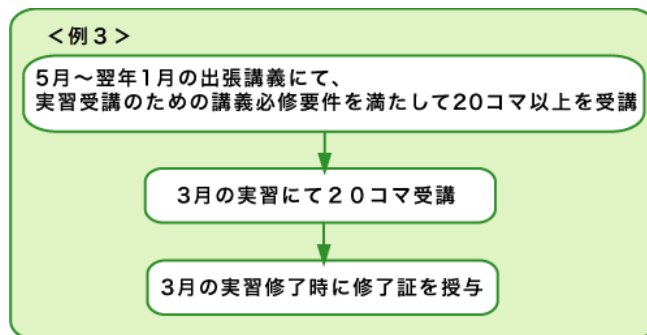 ＜例３＞
5月～翌年1月の出張講義にて、
実習受講のための講義必修要件を満たして20コマ以上を受講
3月の実習にて２０コマ受講
3月の実習修了時に修了証を授与